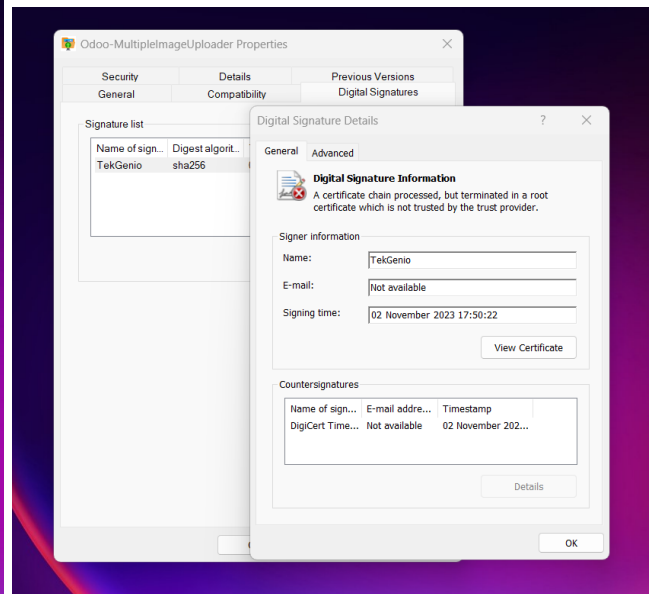 Odoo-MultipleImageUploader Properties
Security Details Previous Versions
General Compatibility Digital Signatures
Signature list
Name of sign... Digest algorit...
TekGenio sha256
Digital Signature Details ?
General Advanced
Digital Signature Information
A certificate chain processed, but terminated in a root
certificate which is not trusted by the trust provider.
Signer information
Name: TekGenio
E-mail: Not available
Signing time: 02 November 2023 17:50:22
View Certificate
Countersignatures
Name of sign... E-mail addre... Timestamp
DigiCert Time... Not available 02 November 202...
Details
OK